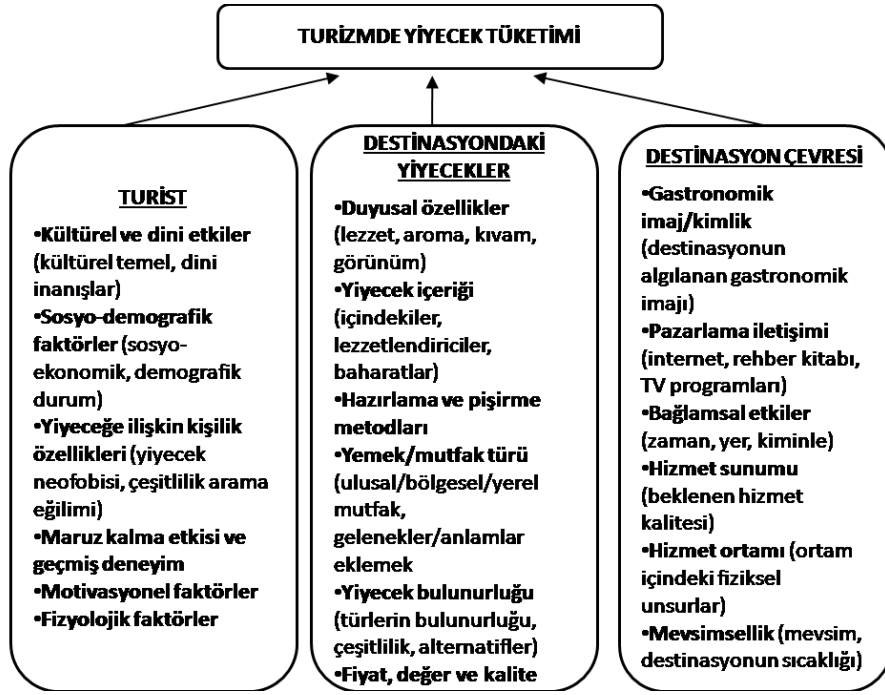 TURİZMDE YİYECEK TÜKETİMİ
TURİST
•Kültürel ve dini etkiler
(kültürel temel, dini
inanışlar)
•Sosyo-demografik
faktörler (sosyo-
ekonomik, demografik
durum)
•Yiyeceğe ilişkin kişilik
özellikleri (yiyecek
neofobisi, çeşitlilik arama
eğilimi)
•Maruz kalma etkisi ve
geçmiş deneyim
•Motivasyonel faktörler
•Fizyolojik faktörler
DESTİNASYONDAKİ
YİYECEKLER
•Duyusal özellikler
(lezzet, aroma, kıvam,
görünüm)
•Yiyecek içeriği
(içindekiler,
lezzetlendiriciler,
baharatlar)
•Hazırlama ve pişirme
metodları
•Yemek/mutfak türü
(ulusal/bölgesel/yerel
mutfak,
gelenekler/anlamlar
eklemek
•Yiyecek bulunurluğu
(türlerin bulunurluğu,
çeşitlilik, alternatifler)
•Fiyat, değer ve kalite
DESTİNASYON ÇEVRESİ
•Gastronomik
imaj/kimlik
(destinasyonun
algılanan gastronomik
imajı)
•Pazarlama iletişimi
(internet, rehber kitabı,
TV programları)
•Bağlamsal etkiler
(zaman, yer, kiminle)
•Hizmet sunumu
(beklenen hizmet
kalitesi)
•Hizmet ortamı (ortam
içindeki fiziksel
unsurlar)
•Mevsimsellik (mevsim,
destinasyonun sıcaklığı)